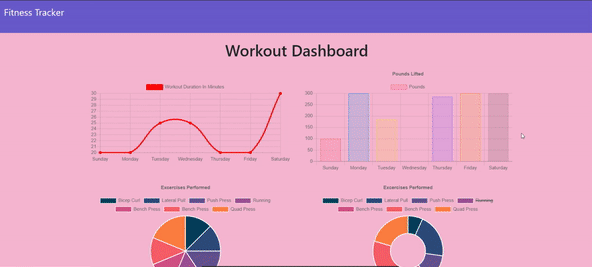 Fitness Tracker
Workout Dashboard
Workout Duration In Minutes
30
29
28
27
26
25
24
23
22
21
20
Sunday Monday Tuesday Wednesday Thursday Friday Saturday
Pounds Lifted
Pounds
300
250
200
150
100
50
0
Sunday Monday Tuesday Wednesday Thursday Friday Saturday
Excercises Performed
Bicep Curl Lateral Pull Push Press Running
Bench Press Bench Press Quad Press
Excercises Performed
Bicep Curl Lateral Pull Push Press Running
Bench Press Bench Press Quad Press